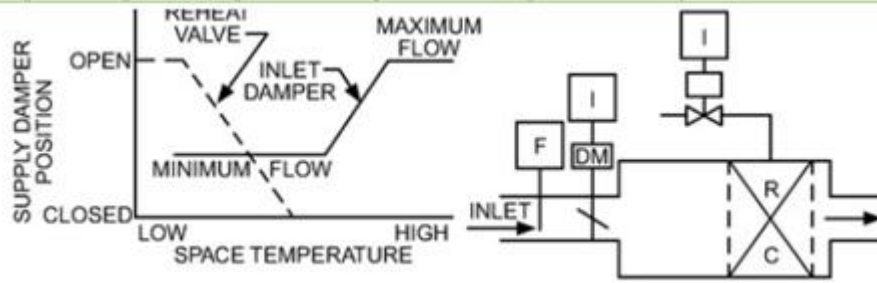 REHEAT
VALVE
MAXIMUM
FLOW
OPEN
INLET
DAMPER
SUPPLY DAMPER
POSITION
MINIMUM FLOW
CLOSED
LOW
HIGH
SPACE TEMPERATURE
I
I
F
DM
INLET
R
C